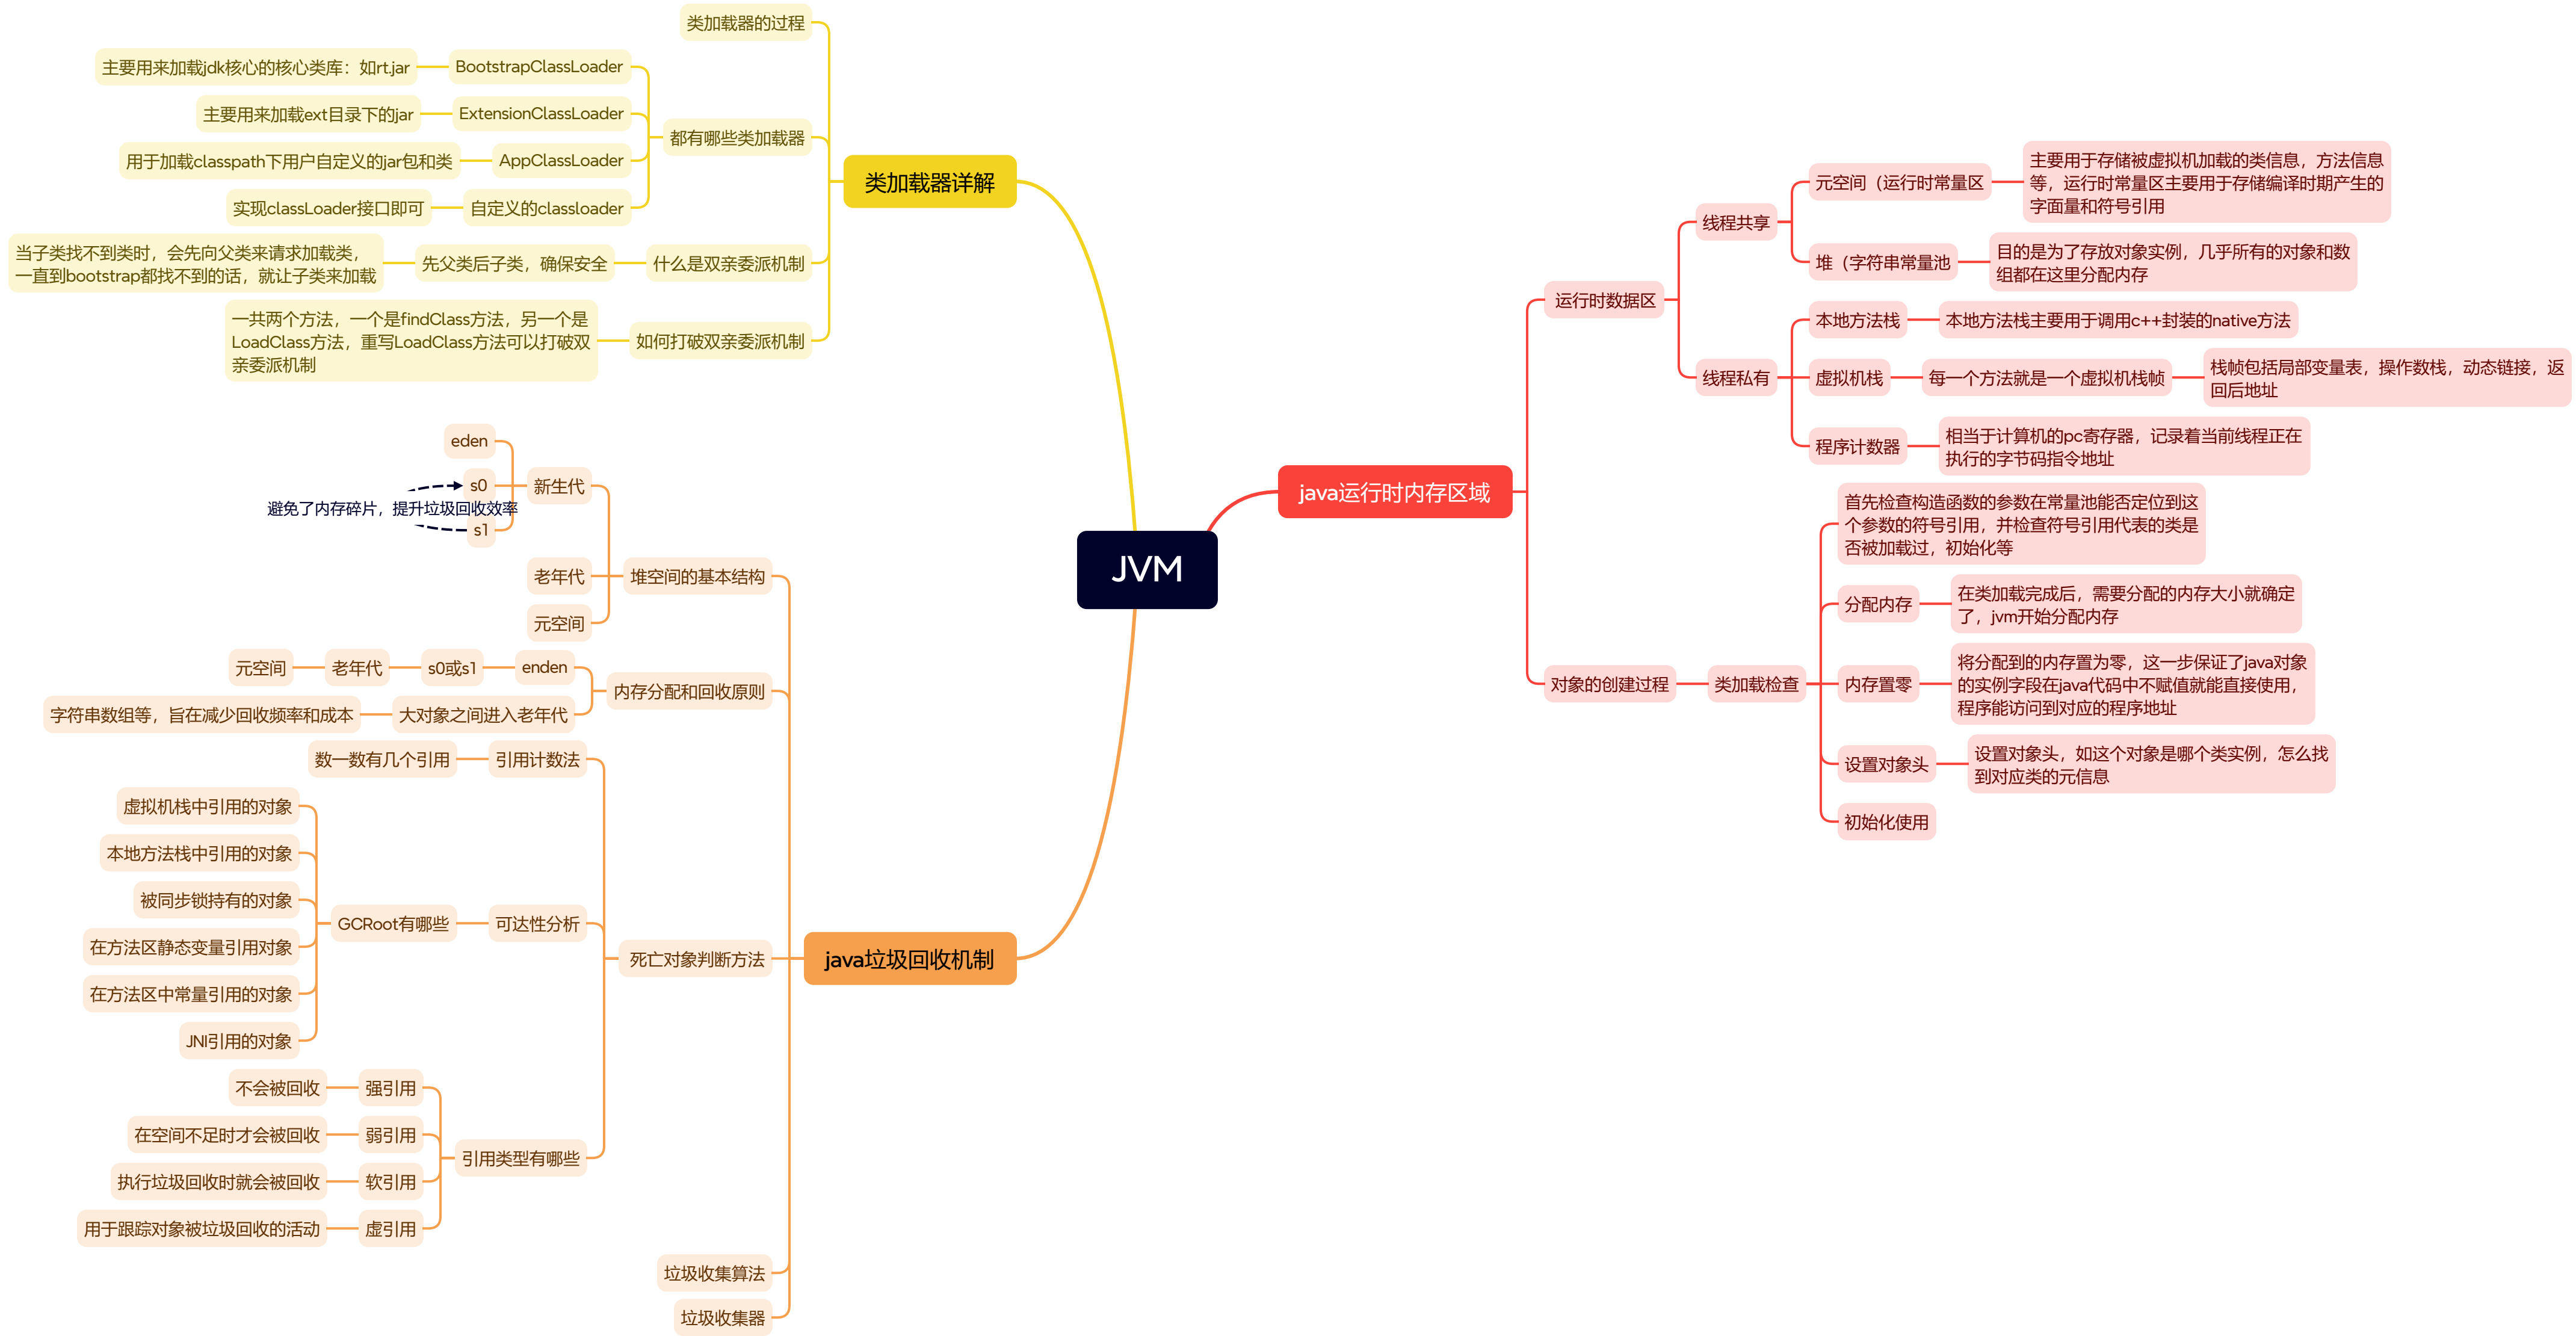 JVM
java运行时内存区域
运行时数据区
线程共享
元空间（运行时常量区
主要用于存储被虚拟机加载的类信息，方法信息
等，运行时常量区主要用于存储编译时期产生的
字面量和符号引用
堆（字符串常量池
目的是为了存放对象实例，几乎所有的对象和数
组都在这里分配内存
线程私有
本地方法栈
本地方法栈主要用于调用c++封装的native方法
虚拟机栈
每一个方法就是一个虚拟机栈帧
栈帧包括局部变量表，操作数栈，动态链接，返
回后地址
程序计数器
相当于计算机的pc寄存器，记录着当前线程正在
执行的字节码指令地址
对象的创建过程
类加载检查
首先检查构造函数的参数在常量池能否定位到这
个参数的符号引用，并检查符号引用代表的类是
否被加载过，初始化等
分配内存
在类加载完成后，需要分配的内存大小就确定
了，jvm开始分配内存
内存置零
将分配到的内存置为零，这一步保证了java对象
的实例字段在java代码中不赋值就能直接使用，
程序能访问到对应的程序地址
设置对象头
设置对象头，如这个对象是哪个类实例，怎么找
到对应类的元信息
初始化使用
类加载器详解
类加载器的过程
都有哪些类加载器
BootstrapClassLoader
主要用来加载jdk核心的核心类库：如rt.jar
ExtensionClassLoader
主要用来加载ext目录下的jar
AppClassLoader
用于加载classpath下用户自定义的jar包和类
自定义的classloader
实现classLoader接口即可
什么是双亲委派机制
先父类后子类，确保安全
当子类找不到类时，会先向父类来请求加载类，
一直到bootstrap都找不到的话，就让子类来加载
如何打破双亲委派机制
一共两个方法，一个是findClass方法，另一个是
LoadClass方法，重写LoadClass方法可以打破双
亲委派机制
java垃圾回收机制
堆空间的基本结构
新生代
eden
s0
避免了内存碎片，提升垃圾回收效率
s1
老年代
元空间
内存分配和回收原则
enden
s0或s1
老年代
元空间
大对象之间进入老年代
字符串数组等，旨在减少回收频率和成本
死亡对象判断方法
引用计数法
数一数有几个引用
可达性分析
GCRoot有哪些
虚拟机栈中引用的对象
本地方法栈中引用的对象
被同步锁持有的对象
在方法区静态变量引用对象
在方法区中常量引用的对象
JNI引用的对象
引用类型有哪些
强引用
不会被回收
弱引用
在空间不足时才会被回收
软引用
执行垃圾回收时就会被回收
虚引用
用于跟踪对象被垃圾回收的活动
垃圾收集算法
垃圾收集器